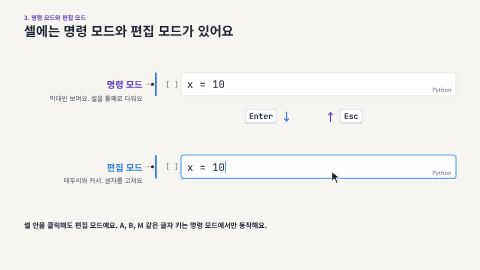 3. 명령 모드와 편집 모드
셀에는 명령 모드와 편집 모드가 있어요
명령 모드
막대만 보여요. 셀을 통째로 다뤄요
[ ]
x = 10
Python
Enter ↓
↑ Esc
편집 모드
테두리와 커서. 글자를 고쳐요
[ ]
x = 10
Python
셀 안을 클릭해도 편집 모드예요. A, B, M 같은 글자 키는 명령 모드에서만 동작해요.